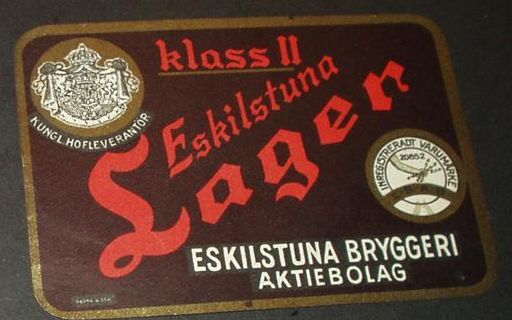 klass II
KUNGL. HOFLEVERANTÖR
Eskilstuna
Lager
INREGISTRERADT VARUMÄRKE
20652
ESKILSTUNA BRYGGERI
AKTIEBOLAG